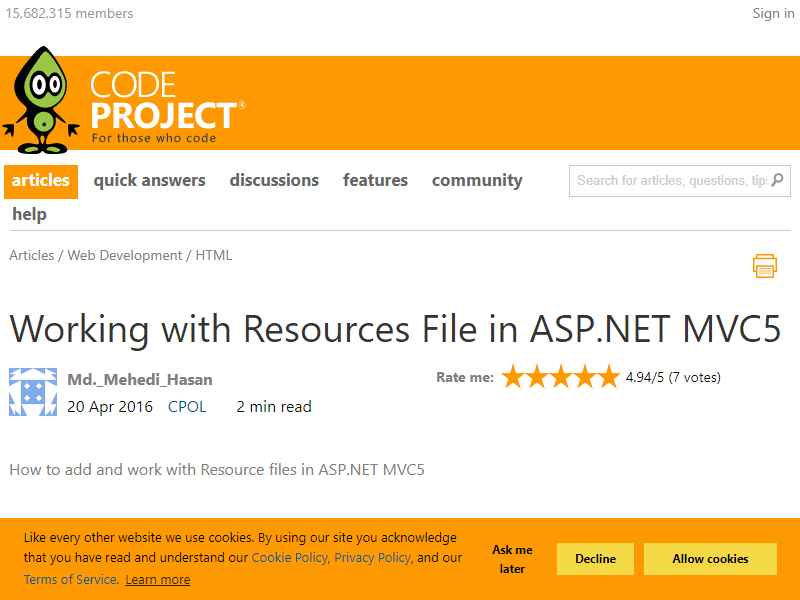 15,682,315 members
Sign in
CODE
PROJECT®
For those who code
articles quick answers discussions features community
Search for articles, questions, tips
help
Articles / Web Development / HTML
Working with Resources File in ASP.NET MVC5
Md._Mehedi_Hasan
Rate me: 4.94/5 (7 votes)
20 Apr 2016 CPOL 2 min read
How to add and work with Resource files in ASP.NET MVC5
Like every other website we use cookies. By using our site you acknowledge
that you have read and understand our Cookie Policy, Privacy Policy, and our
Terms of Service. Learn more
Ask me
later
Decline
Allow cookies